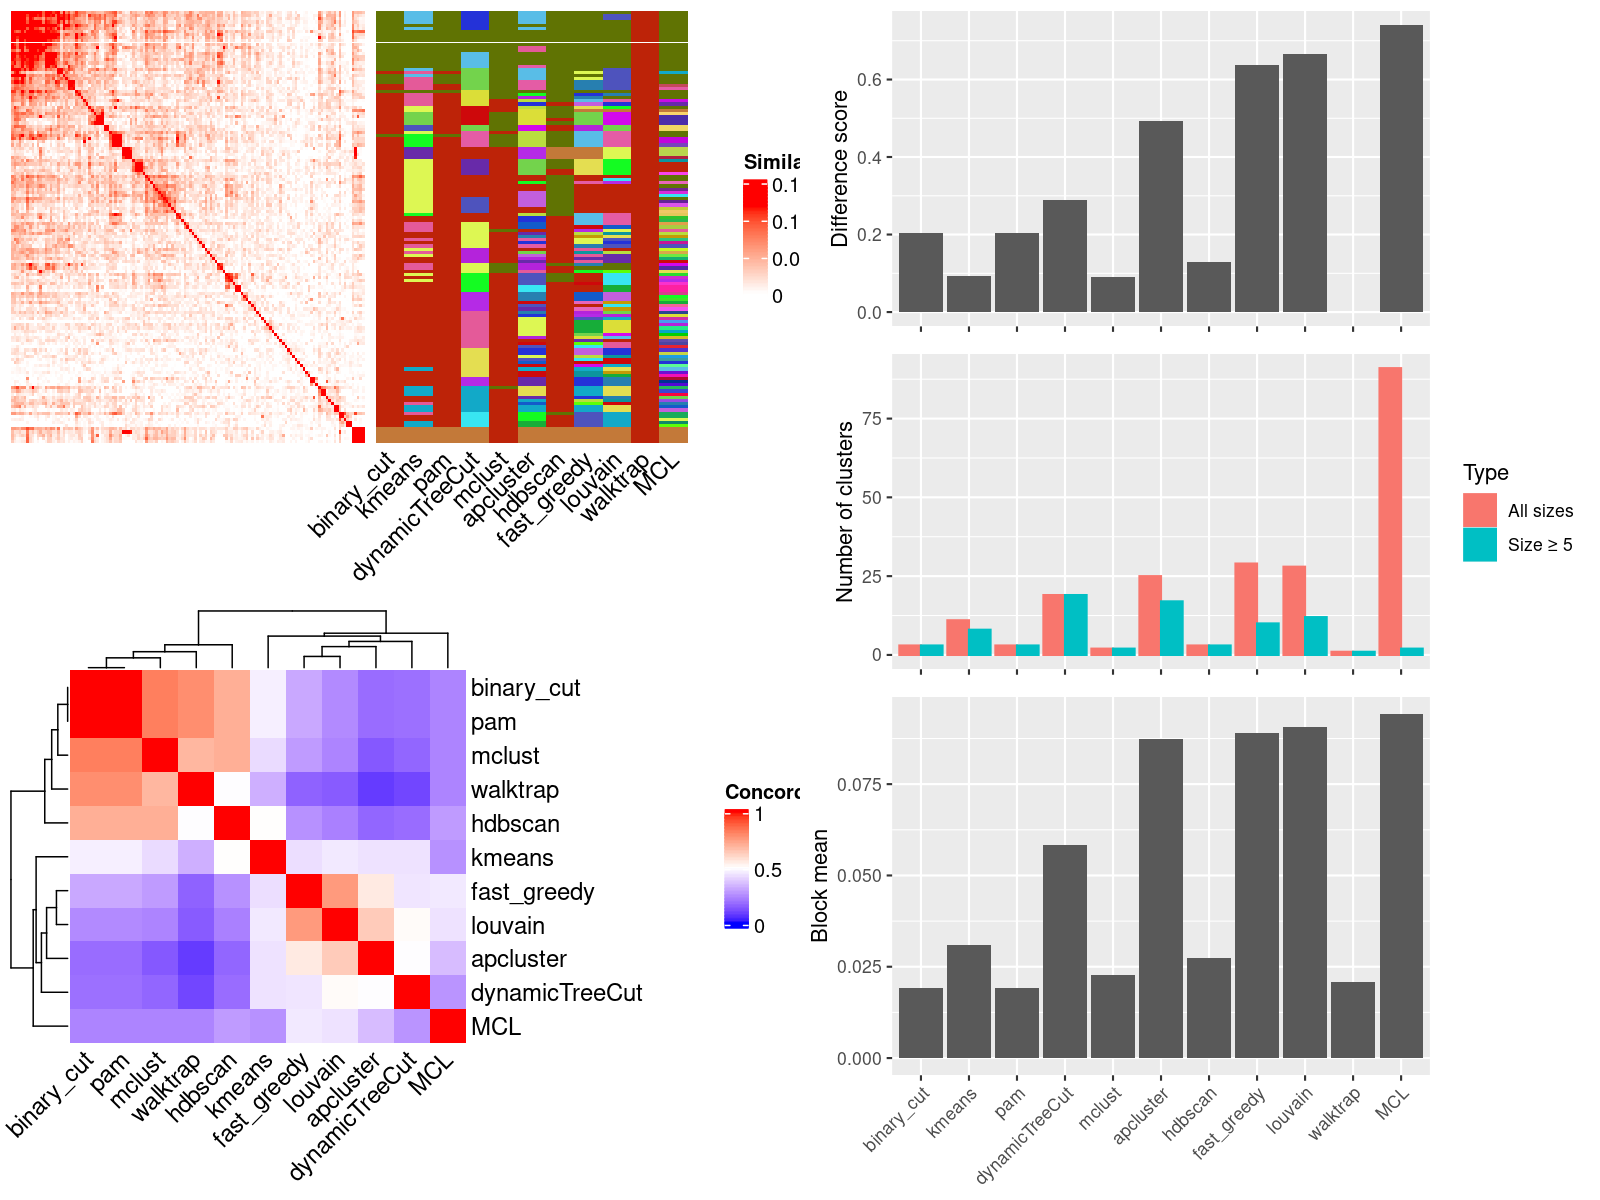 Simila
0.1
0.1
0.0
0
binary_cut
kmeans
pam
dynamicTreeCut
mclust
apcluster
hdbscan
fast_greedy
louvain
walktrap
MCL
binary_cut
pam
mclust
walktrap
hdbscan
kmeans
fast_greedy
louvain
apcluster
dynamicTreeCut
MCL
binary_cut
pam
mclust
walktrap
hdbscan
kmeans
fast_greedy
louvain
apcluster
dynamicTreeCut
MCL
Concord
1
0.5
0
Difference score
0.6
0.4
0.2
0.0
Number of clusters
75
50
25
0
Type
All sizes
Size ≥ 5
Block mean
0.075
0.050
0.025
0.000
binary_cut
kmeans
pam
dynamicTreeCut
mclust
apcluster
hdbscan
fast_greedy
louvain
walktrap
MCL